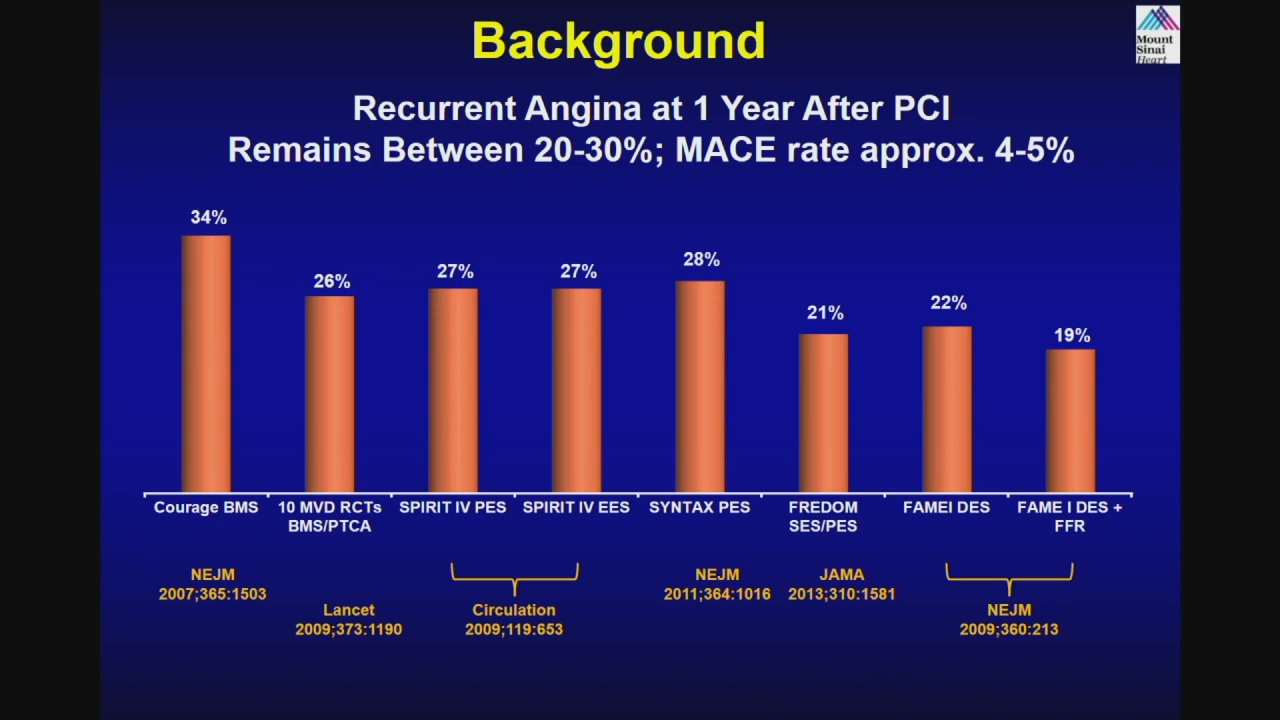 Background
Mount
Sinai
Heart
Recurrent Angina at 1 Year After PCI
Remains Between 20-30%; MACE rate approx. 4-5%
34%
26%
27%
27%
28%
21%
22%
19%
Courage BMS
10 MVD RCTs
BMS/PTCA
SPIRIT IV PES
SPIRIT IV EES
SYNTAX PES
FREDOM
SES/PES
FAMEI DES
FAME I DES +
FFR
NEJM
2007;365:1503
Lancet
2009;373:1190
Circulation
2009;119:653
NEJM
2011;364:1016
JAMA
2013;310:1581
NEJM
2009;360:213